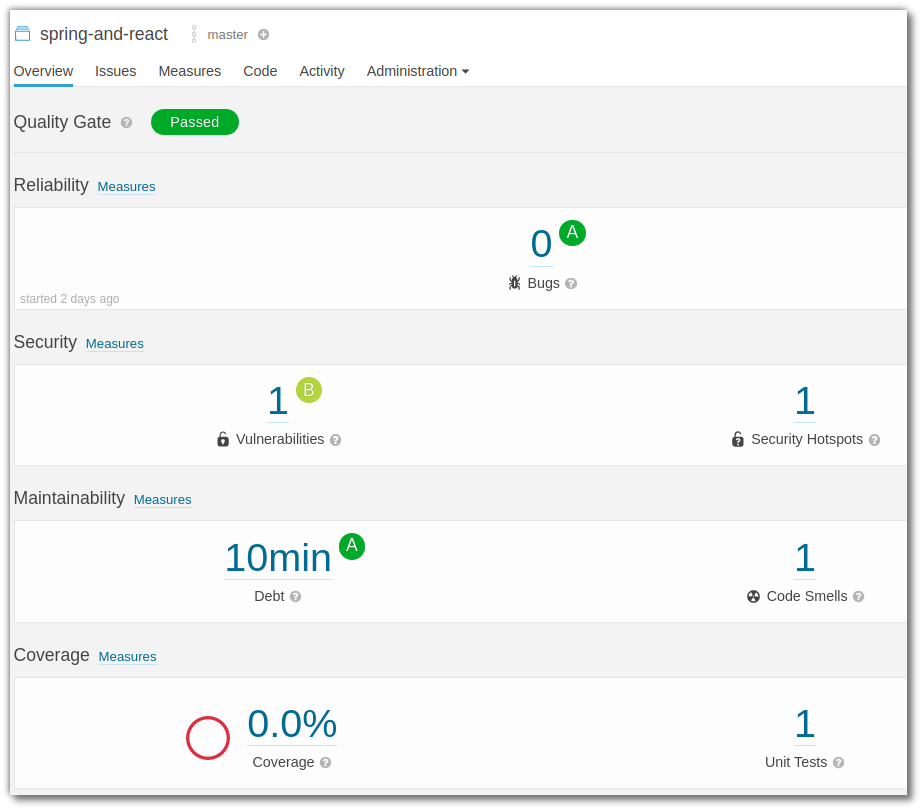 spring-and-react master
Overview Issues Measures Code Activity Administration
Quality Gate ? Passed
Reliability Measures
0 A
Bugs ?
started 2 days ago
Security Measures
1 B 1
Vulnerabilities ? Security Hotspots ?
Maintainability Measures
10min A 1
Debt ? Code Smells ?
Coverage Measures
0.0% 1
Coverage ? Unit Tests ?